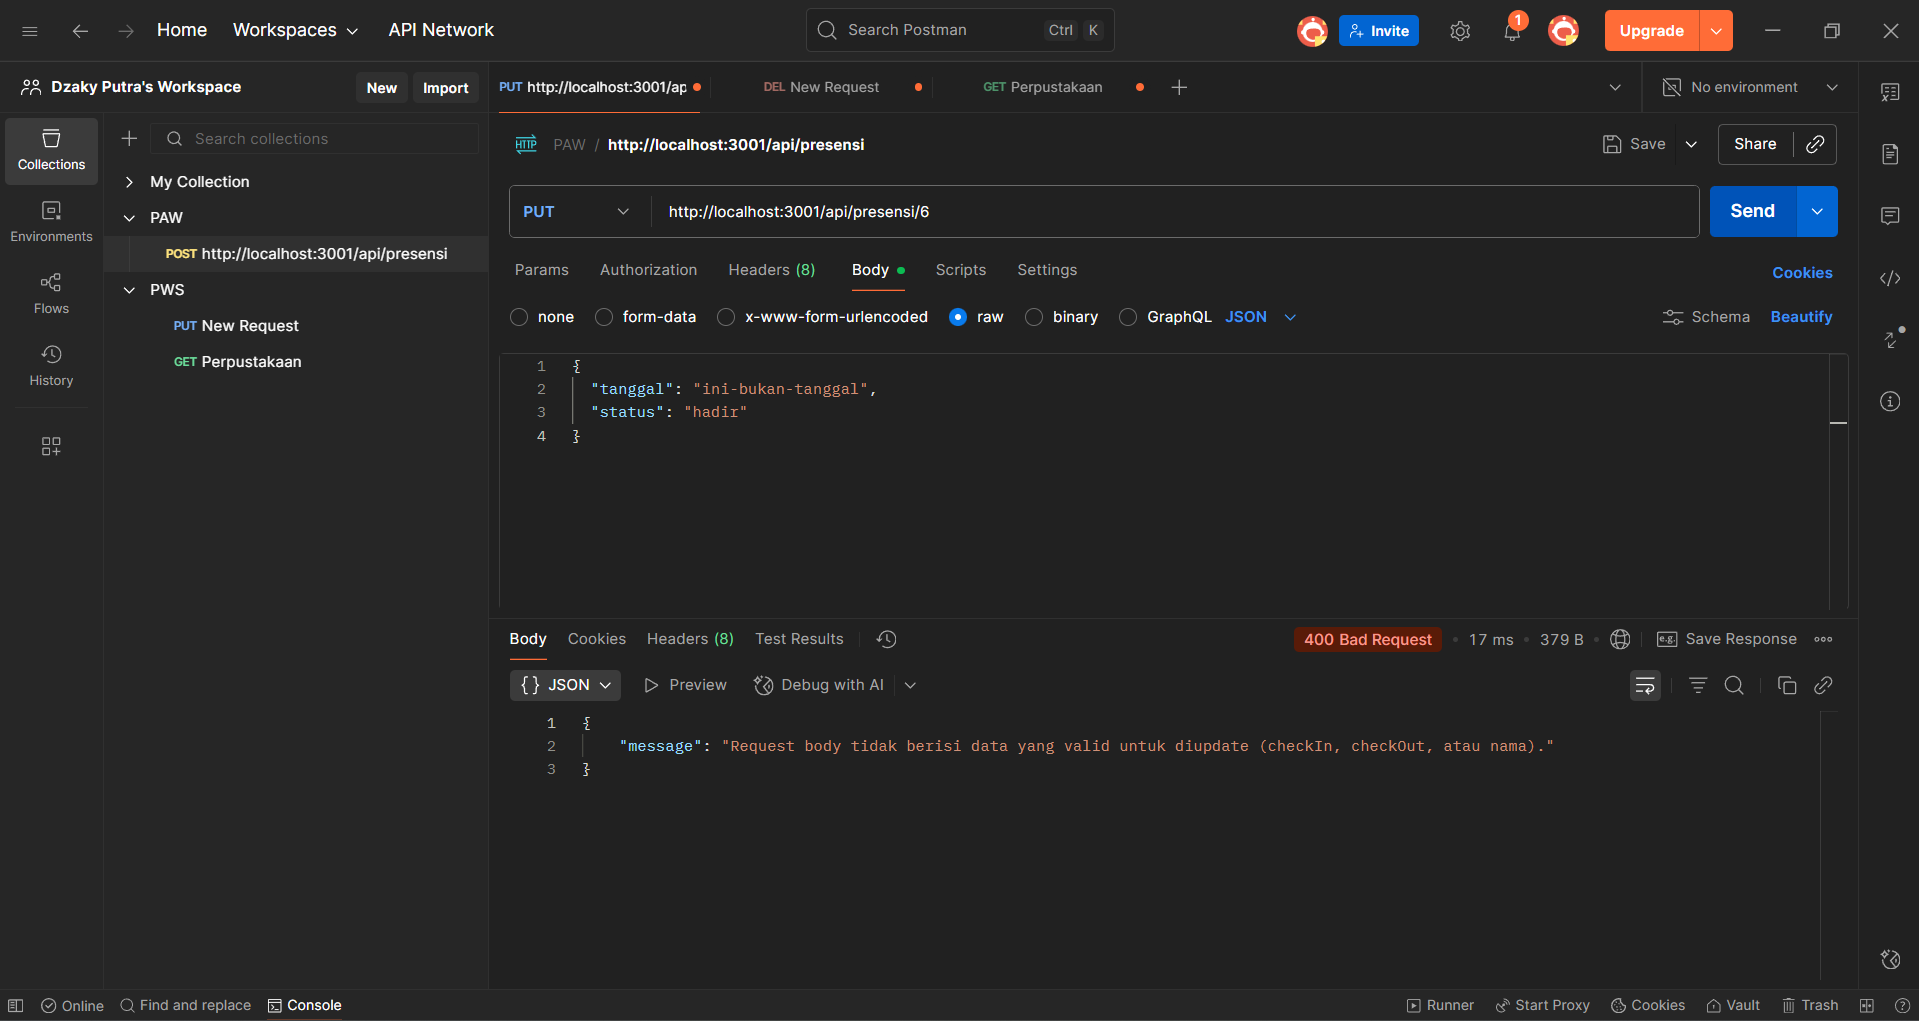 Home Workspaces API Network Search Postman Ctrl K Invite 1 Upgrade
Dzaky Putra's Workspace New Import PUT http://localhost:3001/ap DEL New Request GET Perpustakaan No environment
Collections
Environments
Flows
History
Search collections
My Collection
PAW
POST http://localhost:3001/api/presensi
PWS
PUT New Request
GET Perpustakaan
HTTP PAW / http://localhost:3001/api/presensi Save Share
PUT http://localhost:3001/api/presensi/6 Send
Params Authorization Headers (8) Body Scripts Settings Cookies
none form-data x-www-form-urlencoded raw binary GraphQL JSON Schema Beautify
1 {
2 "tanggal": "ini-bukan-tanggal",
3 "status": "hadir"
4 }
Body Cookies Headers (8) Test Results 400 Bad Request 17 ms 379 B e.g. Save Response
{} JSON Preview Debug with AI
1 {
2 "message": "Request body tidak berisi data yang valid untuk diupdate (checkIn, checkOut, atau nama)."
3 }
Online Find and replace Console Runner Start Proxy Cookies Vault Trash